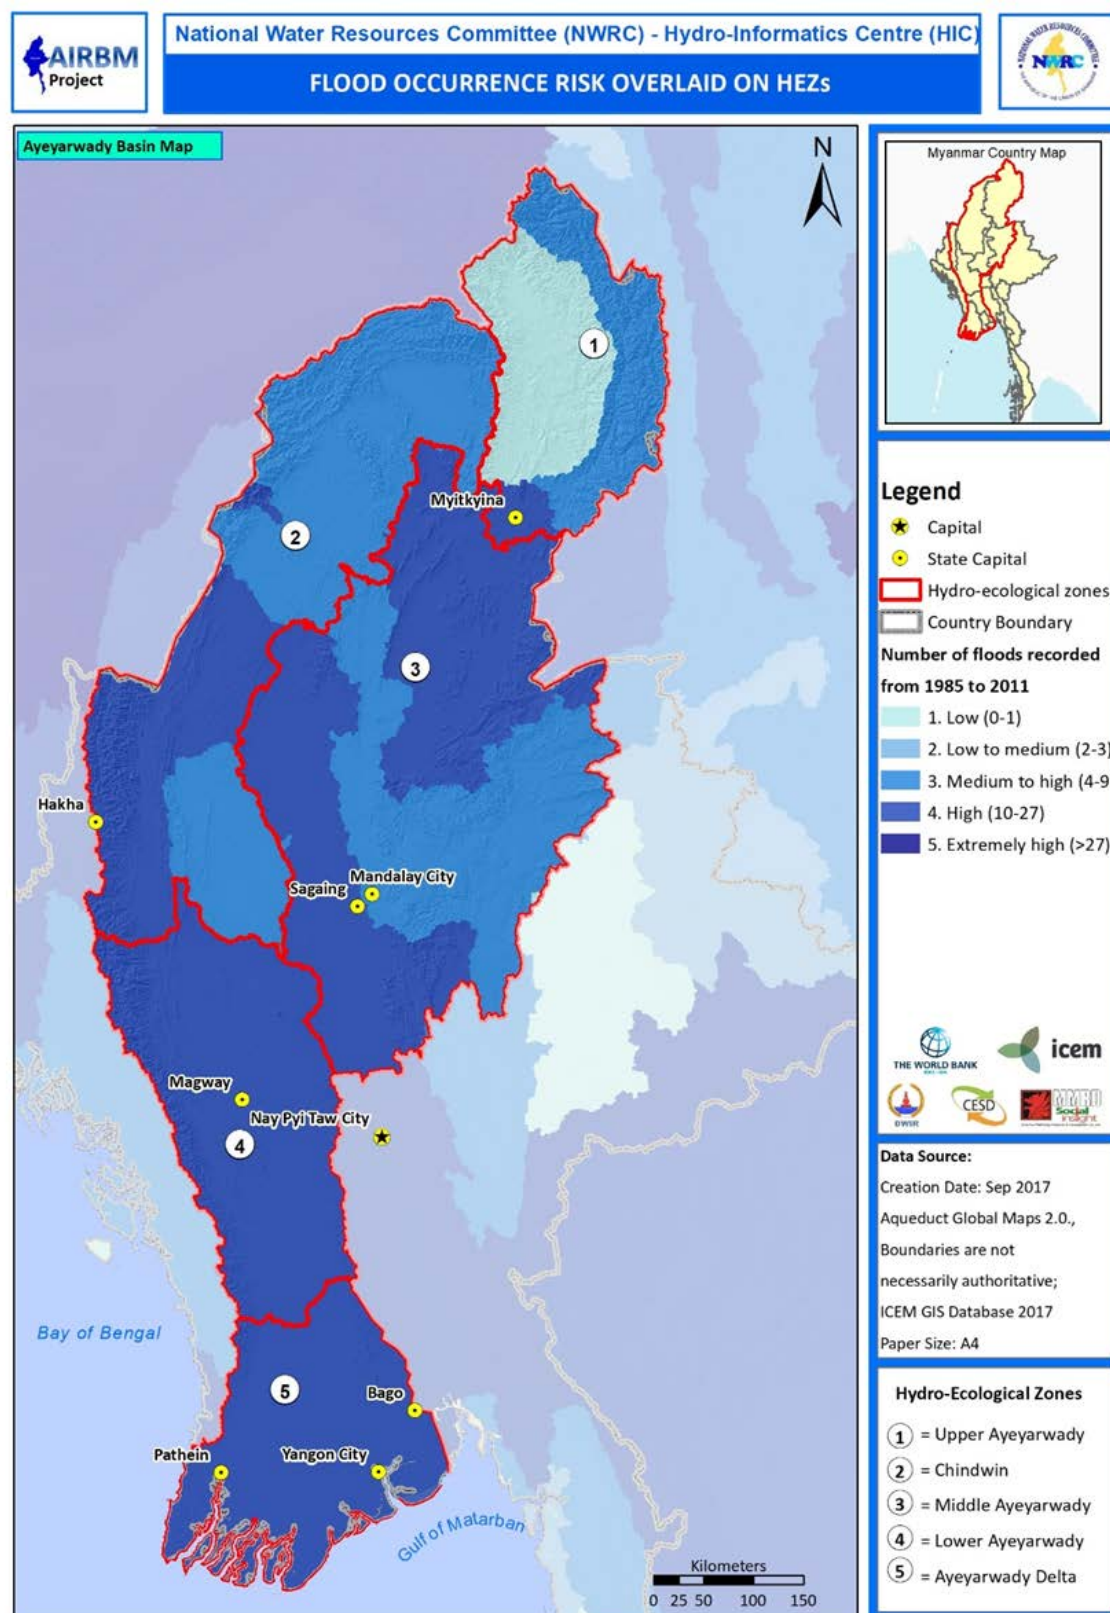 AIRBM
Project
National Water Resources Committee (NWRC) - Hydro-Informatics Centre (HIC)
FLOOD OCCURRENCE RISK OVERLAID ON HEZs
NWRC
Ayeyarwady Basin Map
N
1
Myitkyina
2
3
Hakha
Mandalay City
Sagaing
Magway
Nay Pyi Taw City
4
Bay of Bengal
5
Bago
Pathein
Yangon City
Gulf of Matarban
Kilometers
0 25 50 100 150
Myanmar Country Map
Legend
Capital
State Capital
Hydro-ecological zones
Country Boundary
Number of floods recorded
from 1985 to 2011
1. Low (0-1)
2. Low to medium (2-3)
3. Medium to high (4-9
4. High (10-27)
5. Extremely high (>27)
THE WORLD BANK
icem
DWIR
CESD
MMRD
Social
Insight
Data Source:
Creation Date: Sep 2017
Aqueduct Global Maps 2.0.,
Boundaries are not
necessarily authoritative;
ICEM GIS Database 2017
Paper Size: A4
Hydro-Ecological Zones
1 = Upper Ayeyarwady
2 = Chindwin
3 = Middle Ayeyarwady
4 = Lower Ayeyarwady
5 = Ayeyarwady Delta